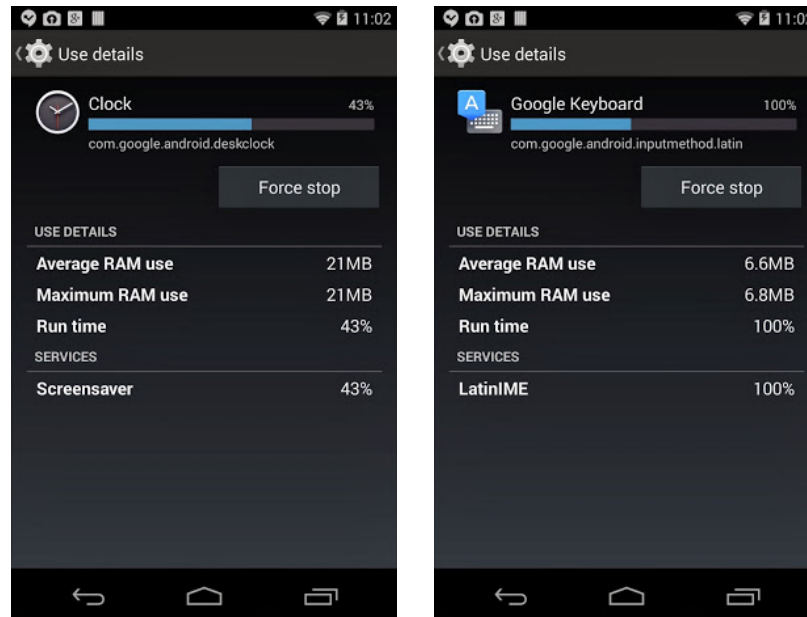 11:02
Use details
Clock 43%
com.google.android.deskclock
Force stop
USE DETAILS
Average RAM use 21MB
Maximum RAM use 21MB
Run time 43%
SERVICES
Screensaver 43%
11:02
Use details
A
Google Keyboard 100%
com.google.android.inputmethod.latin
Force stop
USE DETAILS
Average RAM use 6.6MB
Maximum RAM use 6.8MB
Run time 100%
SERVICES
LatinIME 100%